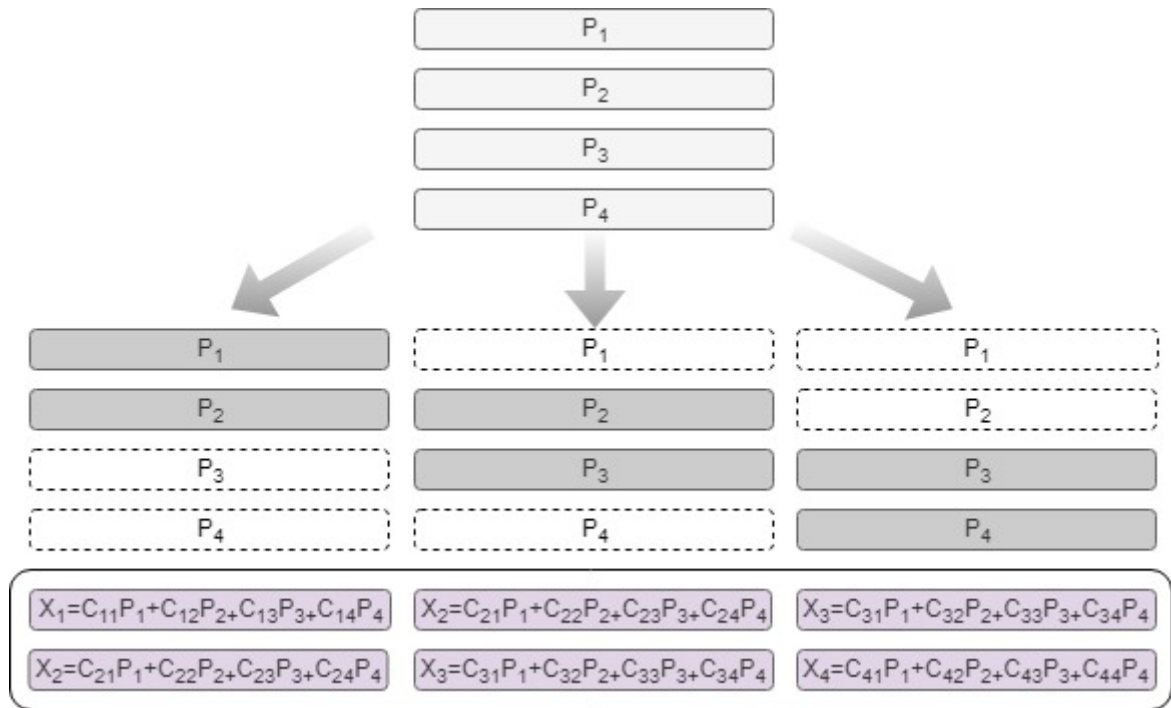 P₁
P₂
P₃
P₄
P₁ P₁ P₁
P₂ P₂ P₂
P₃ P₃ P₃
P₄ P₄ P₄
X₁=C₁₁P₁+C₁₂P₂₊C₁₃P₃₊C₁₄P₄ X₂=C₂₁P₁+C₂₂P₂₊C₂₃P₃₊C₂₄P₄ X₃=C₃₁P₁+C₃₂P₂₊C₃₃P₃₊C₃₄P₄
X₂=C₂₁P₁+C₂₂P₂₊C₂₃P₃₊C₂₄P₄ X₃=C₃₁P₁+C₃₂P₂₊C₃₃P₃₊C₃₄P₄ X₄=C₄₁P₁+C₄₂P₂₊C₄₃P₃₊C₄₄P₄